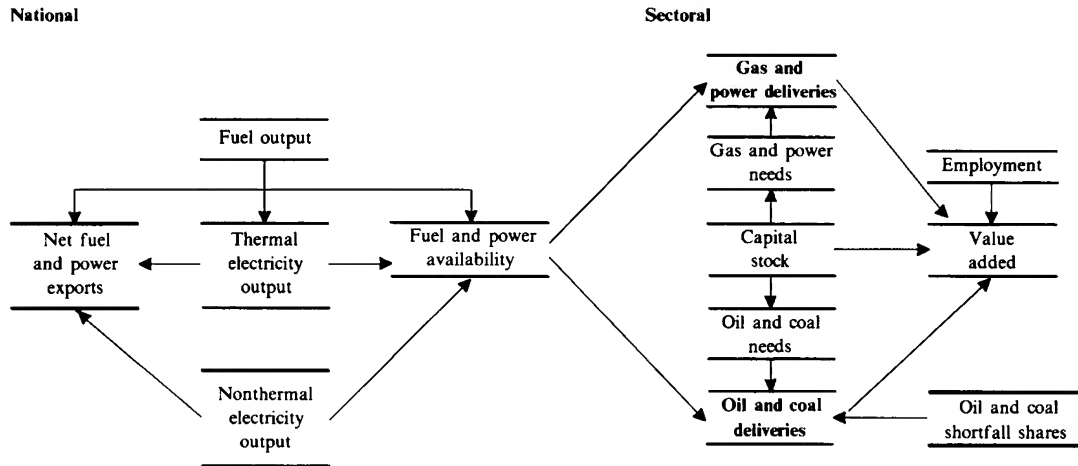 National
Sectoral
Gas and
power deliveries
Fuel output
Gas and power
needs
Employment
Net fuel
and power
exports
Thermal
electricity
output
Fuel and power
availability
Capital
stock
Value
added
Oil and coal
needs
Nonthermal
electricity
output
Oil and coal
deliveries
Oil and coal
shortfall shares